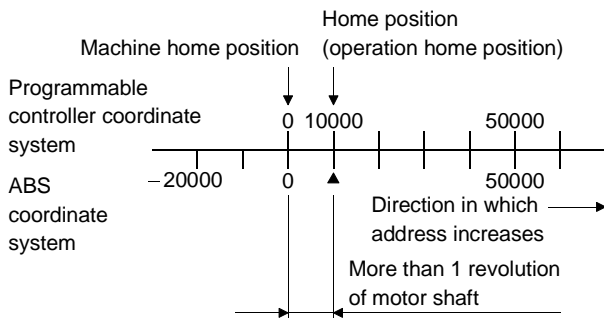 Home position
Machine home position
(operation home position)
Programmable
controller coordinate
system
0 10000 50000
ABS
coordinate
system
−20000 0 50000
Direction in which
address increases
More than 1 revolution
of motor shaft